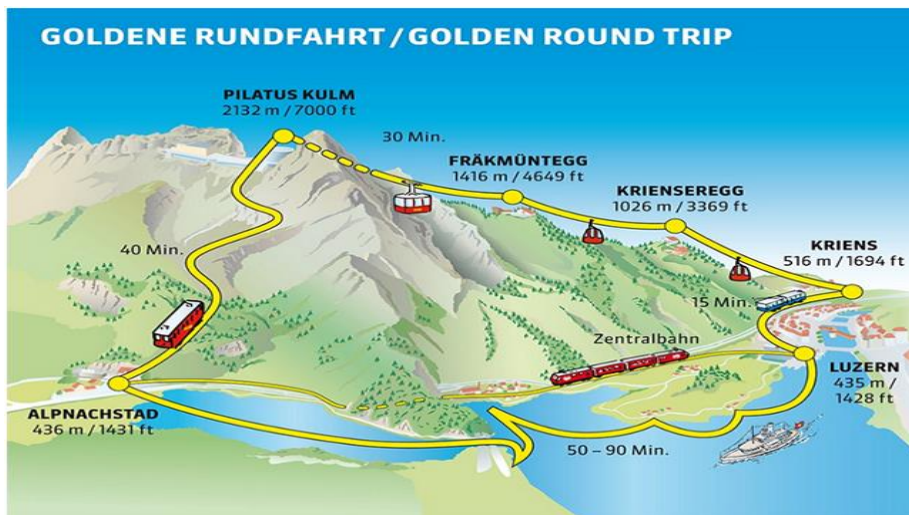 GOLDENE RUNDFAHRT / GOLDEN ROUND TRIP
PILATUS KULM
2132 m / 7000 ft
30 Min.
FRÄKMÜNTEGG
1416 m / 4649 ft
KRIENSEREGG
1026 m / 3369 ft
KRIENS
516 m / 1694 ft
40 Min.
15 Min.
Zentralbahn
LUZERN
435 m /
1428 ft
ALPNACHSTAD
436 m / 1431 ft
50 – 90 Min.